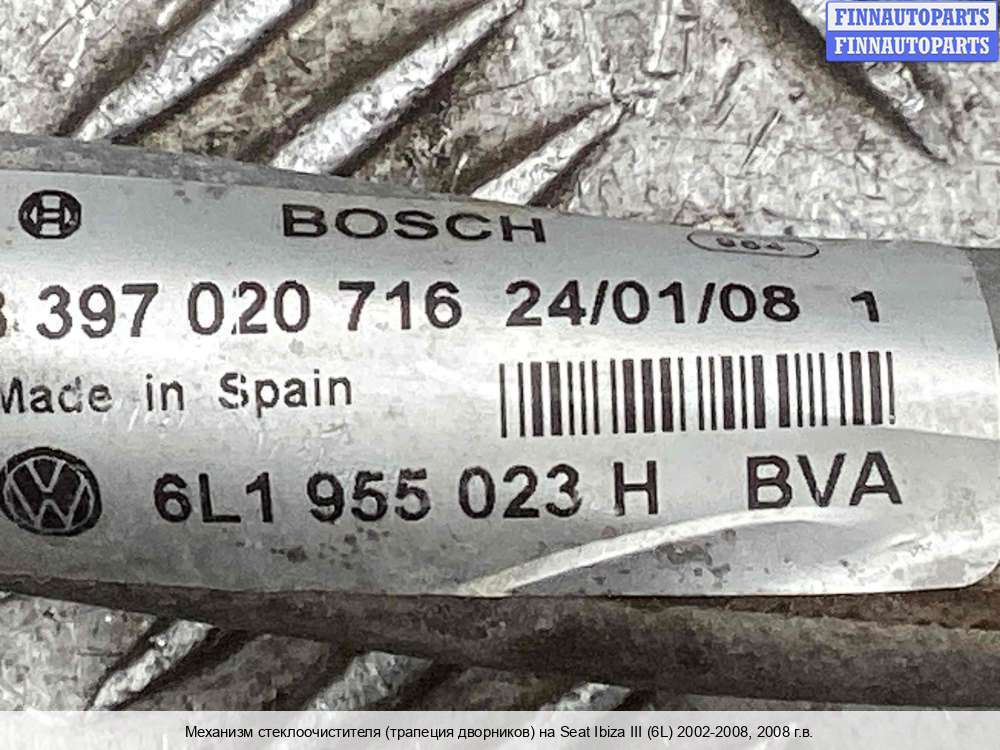 FINNAUTOPARTS
FINNAUTOPARTS
BOSCH
397 020 716 24/01/08 1
Made in Spain
6L1 955 023 H BVA
Механизм стеклоочистителя (трапеция дворников) на Seat Ibiza III (6L) 2002-2008, 2008 г.в.